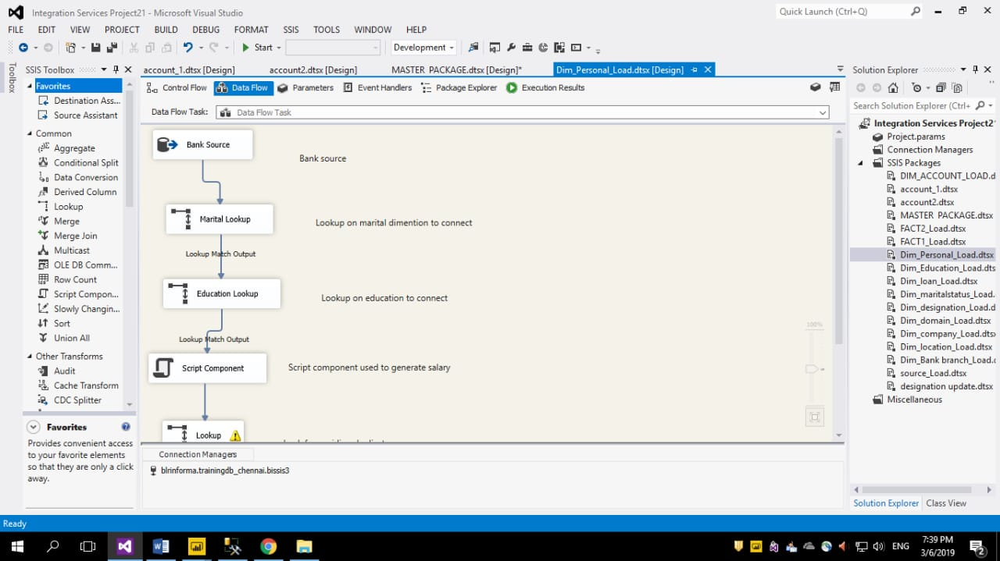 Integration Services Project21 - Microsoft Visual Studio
Quick Launch (Ctrl+Q)
FILE EDIT VIEW PROJECT BUILD DEBUG FORMAT SSIS TOOLS WINDOW HELP
Start
Development
Toolbox
SSIS Toolbox
Favorites
Destination Ass...
Source Assistant
Common
Aggregate
Conditional Split
Data Conversion
Derived Column
Lookup
Merge
Merge Join
Multicast
OLE DB Comm...
Row Count
Script Compon...
Slowly Changin...
Sort
Union All
Other Transforms
Audit
Cache Transform
CDC Splitter
Favorites
Provides convenient access
to your favorite elements
so that they are only a click
away.
account_1.dtsx [Design] account2.dtsx [Design] MASTER PACKAGE.dtsx [Design]* Dim_Personal_Load.dtsx [Design]
Control Flow Data Flow Parameters Event Handlers Package Explorer Execution Results
Data Flow Task: Data Flow Task
Bank Source
Bank source
Marital Lookup
Lookup on marital dimention to connect
Lookup Match Output
Education Lookup
Lookup on education to connect
Lookup Match Output
Script Component
Script component used to generate salary
Lookup
100%
Connection Managers
blrinforma.trainingdb_chennai.bissis3
Solution Explorer
Search Solution Explorer (Ctrl+
Integration Services Project2
Project.params
Connection Managers
SSIS Packages
DIM_ACCOUNT_LOAD.d
account_1.dtsx
account2.dtsx
MASTER PACKAGE.dtsx
FACT2_Load.dtsx
FACT1_Load.dtsx
Dim_Personal_Load.dtsx
Dim_Education_Load.dts
Dim_loan_Load.dtsx
Dim_maritalstatus_Load.
Dim_designation_Load.d
Dim_domain_Load.dtsx
Dim_company_Load.dtsx
Dim_location_Load.dtsx
Dim_Bank branch_Load.d
source_Load.dtsx
designation update.dtsx
Miscellaneous
Solution Explorer Class View
Ready
ENG
7:39 PM
3/6/2019
2